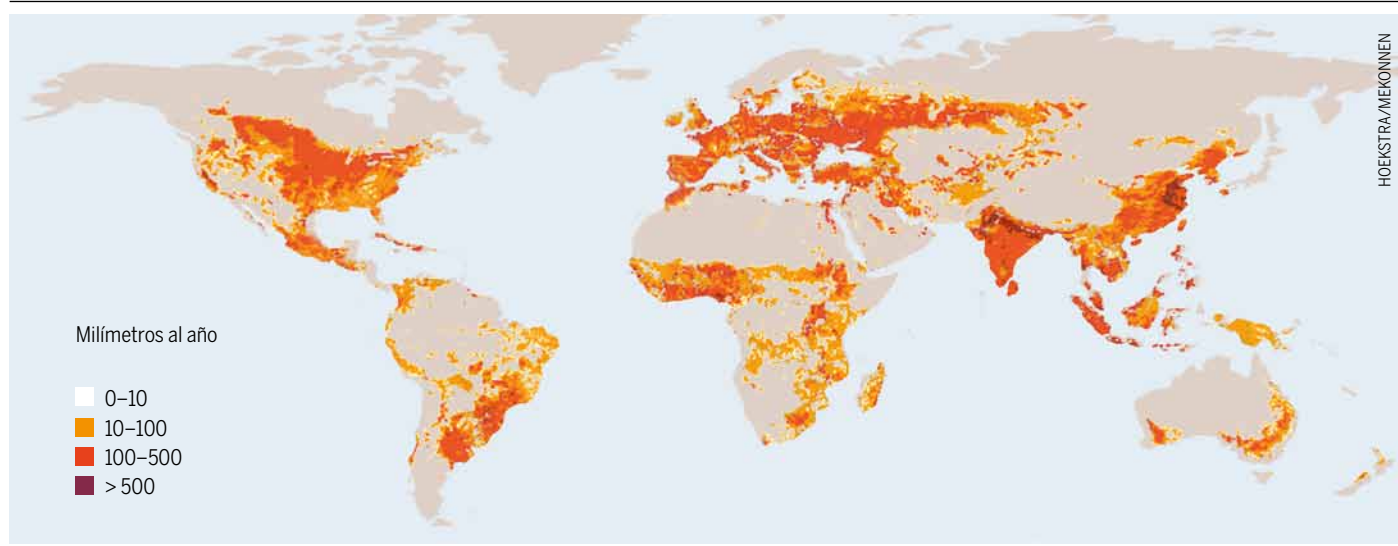 HOEKSTRA/MEKONNEN
Milímetros al año
0–10
10–100
100–500
> 500